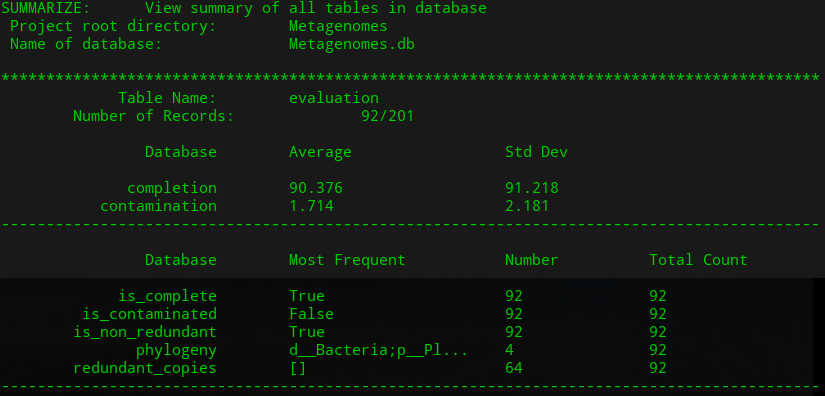 SUMMARIZE:      View summary of all tables in database
 Project root directory:        Metagenomes
 Name of database:              Metagenomes.db
*******************************************************************************************
             Table Name:        evaluation
        Number of Records:              92/201
                Database        Average                 Std Dev
              completion        90.376                  91.218
           contamination        1.714                   2.181
-------------------------------------------------------------------------------------------
                Database        Most Frequent           Number          Total Count
             is_complete        True                    92              92
         is_contaminated        False                   92              92
        is_non_redundant        True                    92              92
               phylogeny        d__Bacteria;p__Pl...    4               92
        redundant_copies        []                      64              92
-------------------------------------------------------------------------------------------